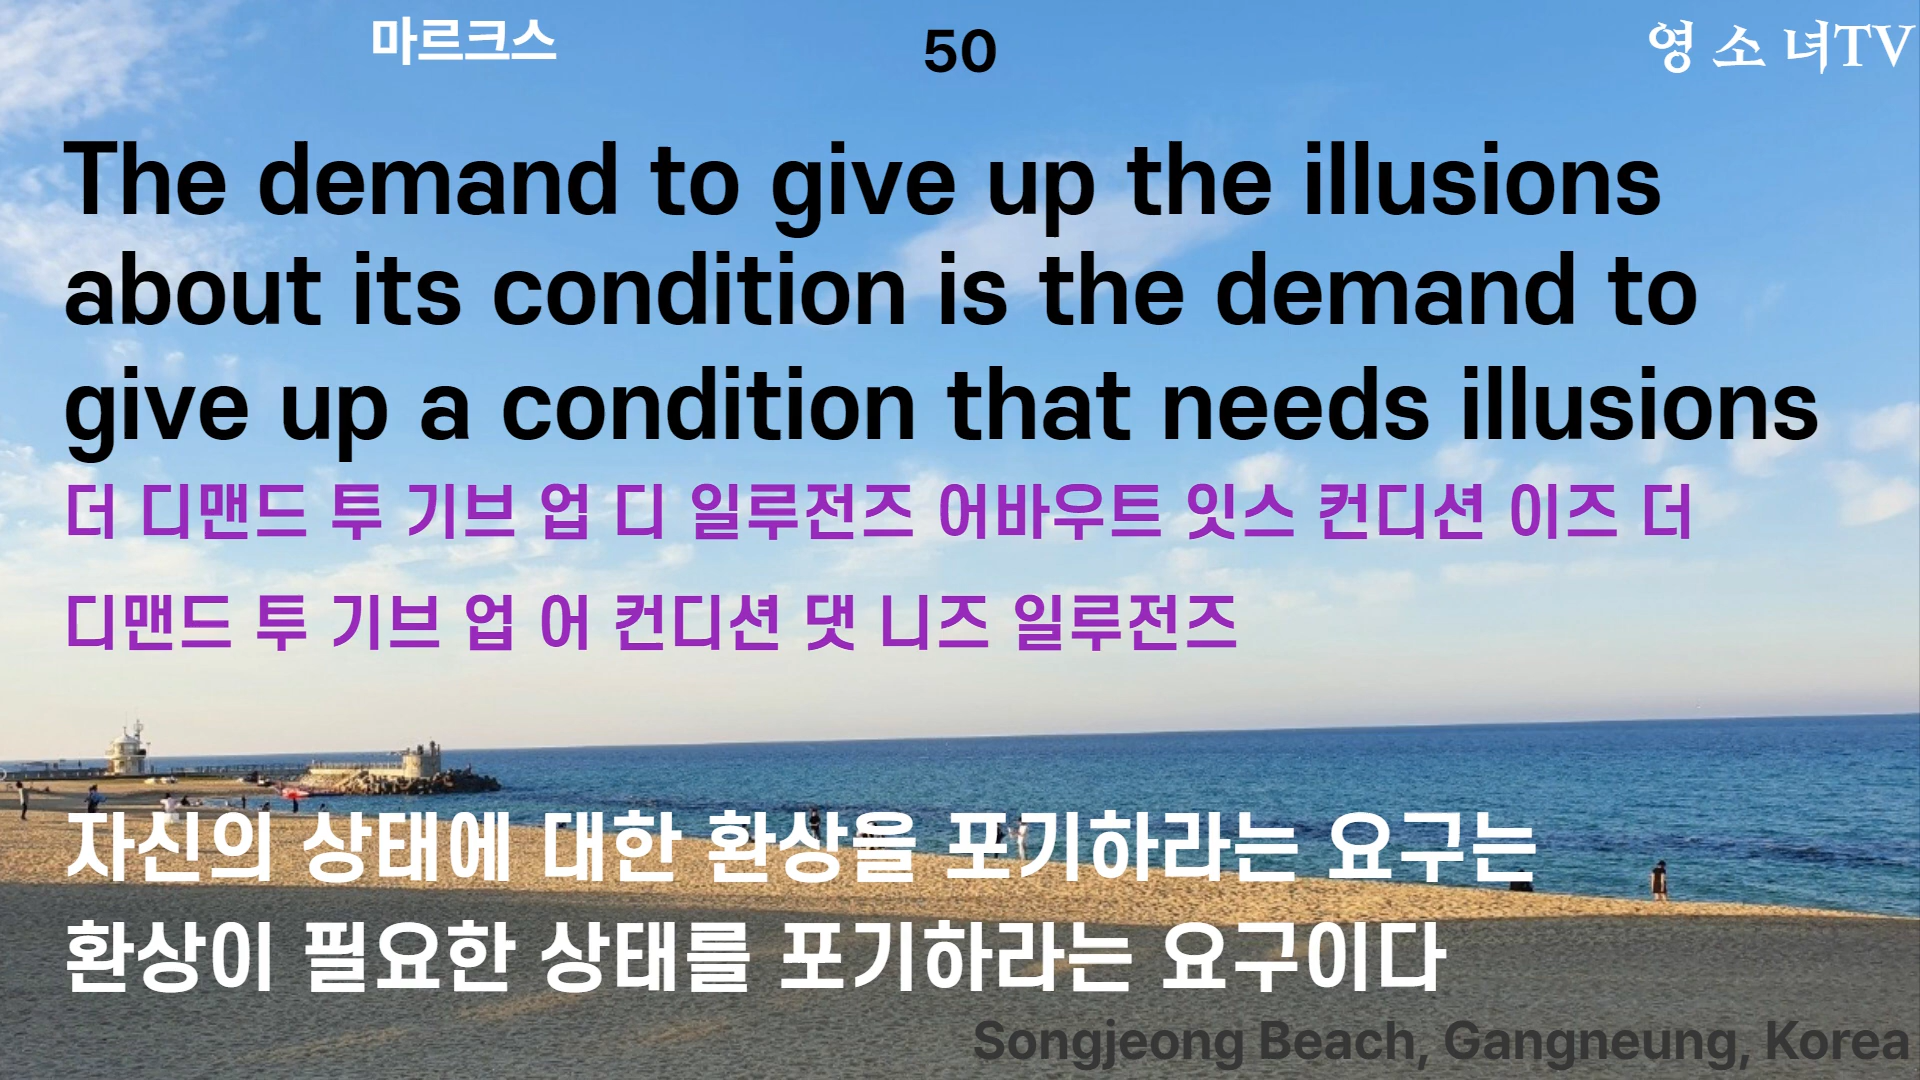 마르크스
50
영 소 녀TV
The demand to give up the illusions
about its condition is the demand to
give up a condition that needs illusions
더 디맨드 투 기브 업 디 일루전즈 어바우트 잇스 컨디션 이즈 더
디맨드 투 기브 업 어 컨디션 댓 니즈 일루전즈
자신의 상태에 대한 환상을 포기하라는 요구는
환상이 필요한 상태를 포기하라는 요구이다
Songjeong Beach, Gangneung, Korea